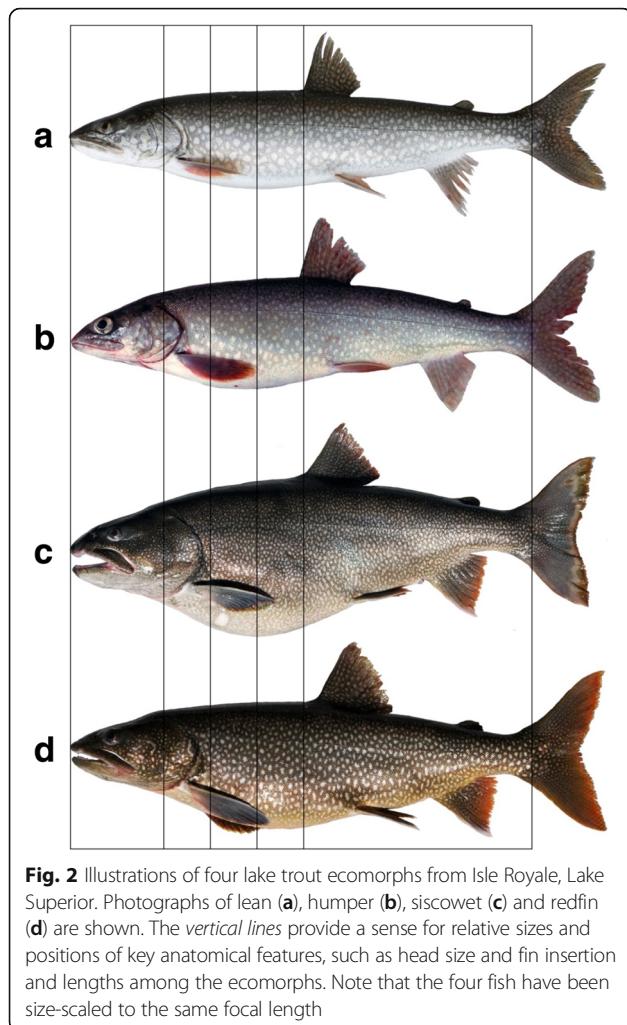 a
b
c
d
Fig. 2 Illustrations of four lake trout ecomorphs from Isle Royale, Lake
Superior. Photographs of lean (a), humper (b), siscowet (c) and redfin
(d) are shown. The vertical lines provide a sense for relative sizes and
positions of key anatomical features, such as head size and fin insertion
and lengths among the ecomorphs. Note that the four fish have been
size-scaled to the same focal length